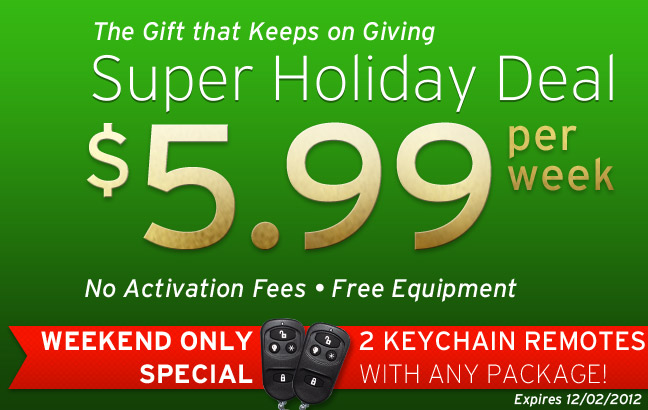 The Gift that Keeps on Giving
Super Holiday Deal
$5.99 per week
No Activation Fees • Free Equipment
WEEKEND ONLY SPECIAL
2 KEYCHAIN REMOTES
WITH ANY PACKAGE!
Expires 12/02/2012